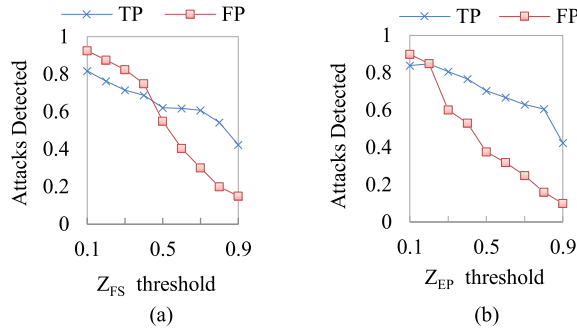 TP FP
1
0.8
0.6
0.4
0.2
0
Attacks Detected
0.1 0.5 0.9
Z_FS threshold
(a)
TP FP
1
0.8
0.6
0.4
0.2
0
Attacks Detected
0.1 0.5 0.9
Z_EP threshold
(b)